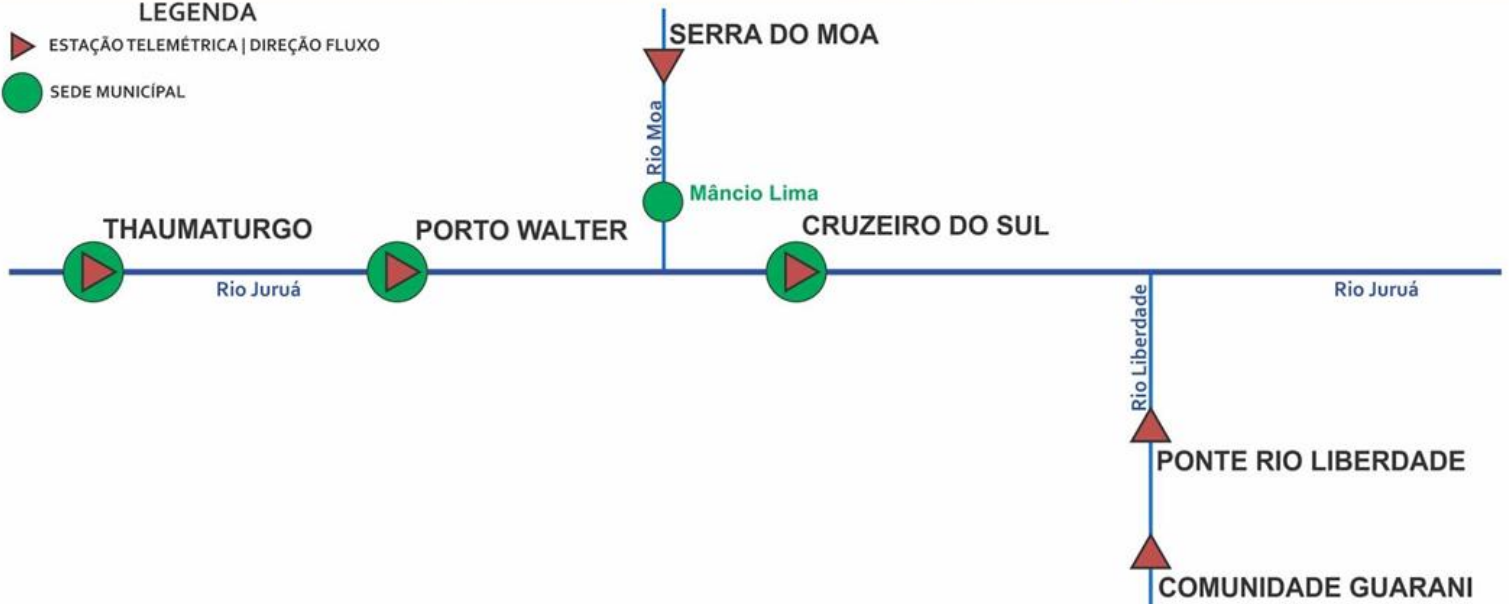 LEGENDA
ESTAÇÃO TELEMÉTRICA | DIREÇÃO FLUXO
SEDE MUNICÍPAL
SERRA DO MOA
Rio Moa
Mâncio Lima
THAUMATURGO
PORTO WALTER
CRUZEIRO DO SUL
Rio Juruá
Rio Juruá
Rio Liberdade
PONTE RIO LIBERDADE
COMUNIDADE GUARANI